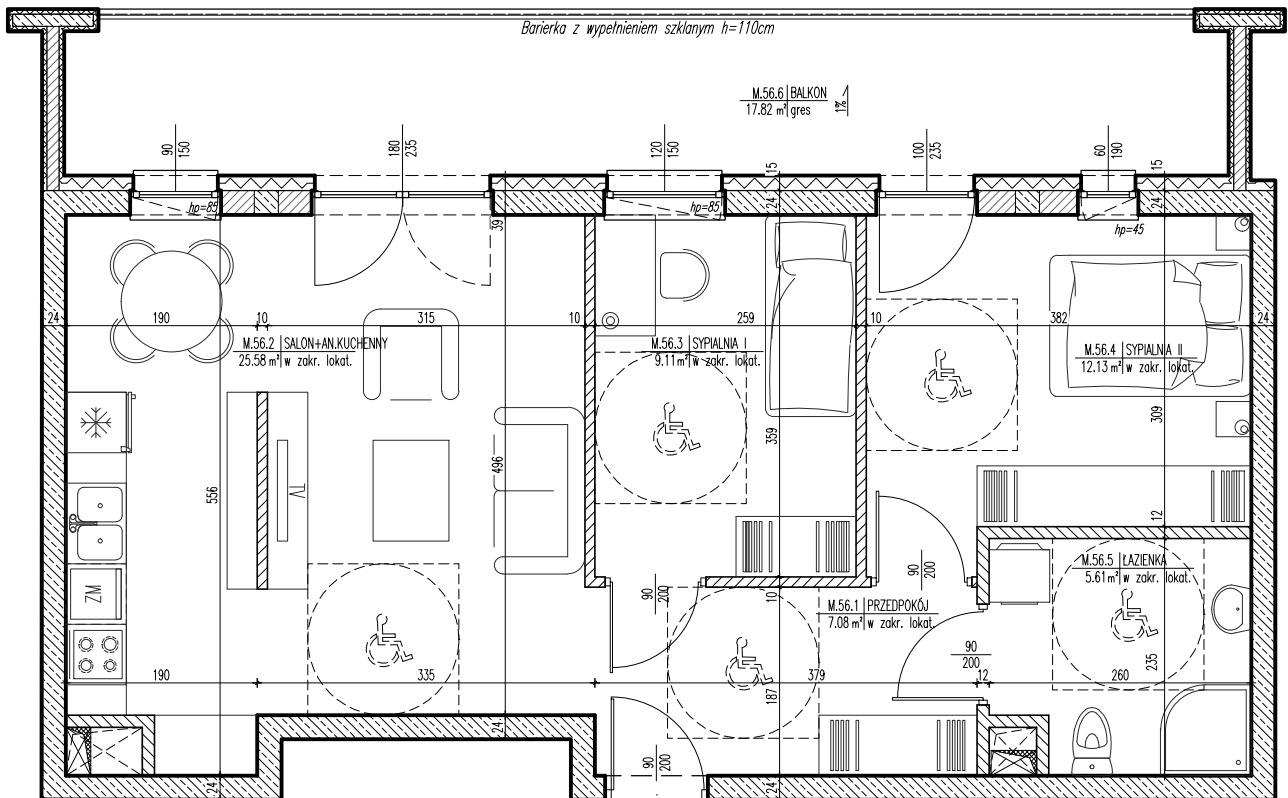 Barierka z wypełnieniem szklanym h=110cm
M.56.6 BALKON
17.82 m² gres
1%
90
150
180
235
120
150
100
235
60
190
15
15
hp=85
39
hp=85
24
hp=45
24
24
190
10
315
10
259
10
382
24
M.56.2 SALON+AN.KUCHENNY
25.58 m² w zakr. lokat.
M.56.3 SYPIALNIA I
9.11 m² w zakr. lokat.
M.56.4 SYPIALNIA II
12.13 m² w zakr. lokat.
309
359
496
556
TV
12
M.56.5 ŁAZIENKA
5.61 m² w zakr. lokat.
90
200
90
200
10
ZM
M.56.1 PRZEDPOKÓJ
7.08 m² w zakr. lokat.
90
200
235
190
335
379
12
260
187
24
90
200
24
24